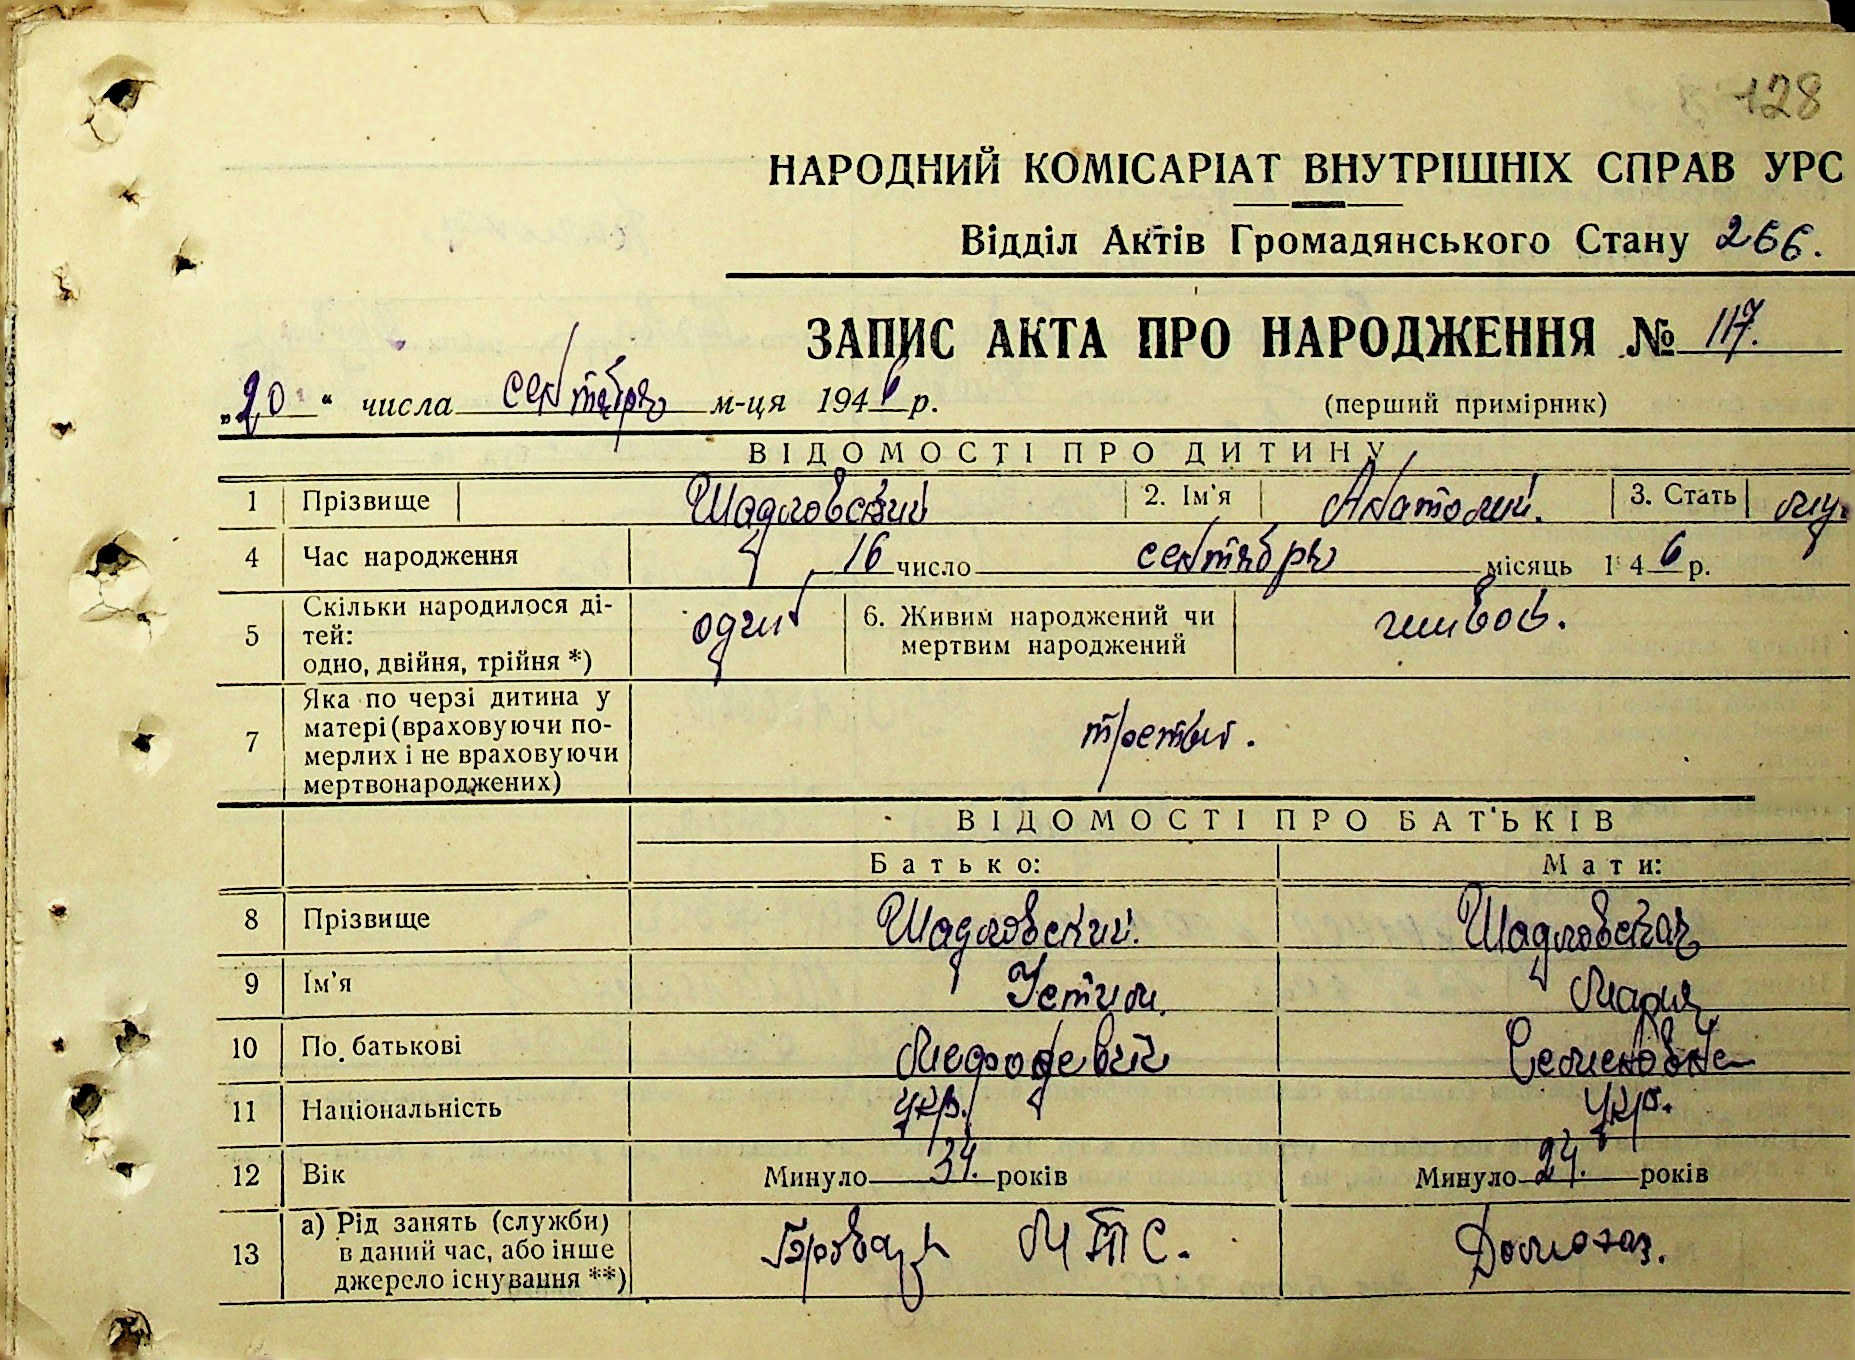 128
НАРОДНИЙ КОМІСАРІАТ ВНУТРІШНІХ СПРАВ УРС
Відділ Актів Громадянського Стану 266.
ЗАПИС АКТА ПРО НАРОДЖЕННЯ № 117.
„20“ числа сентября м-ця 1946 р. (перший примірник)
ВІДОМОСТІ ПРО ДИТИНУ
1 Прізвище Шадловский 2. Ім'я Анатолий. 3. Стать муж
4 Час народження 16 число сентября місяць 1946 р.
5 Скільки народилося ді-
тей:
одно, двійня, трійня *) один 6. Живим народжений чи
мертвим народжений живой.
7 Яка по черзі дитина у
матері (враховуючи по-
мерлих і не враховуючи
мертвонароджених) третий.
ВІДОМОСТІ ПРО БАТЬКІВ
Батько: Мати:
8 Прізвище Шадловский. Шадловская
9 Ім'я Устим. Мария
10 По батькові Мефодевич Семеновна
11 Національність укр. укр.
12 Вік Минуло 34. років Минуло 24. років
13 а) Рід занять (служби)
в даний час, або інше
джерело існування **) МТС. Домохоз.